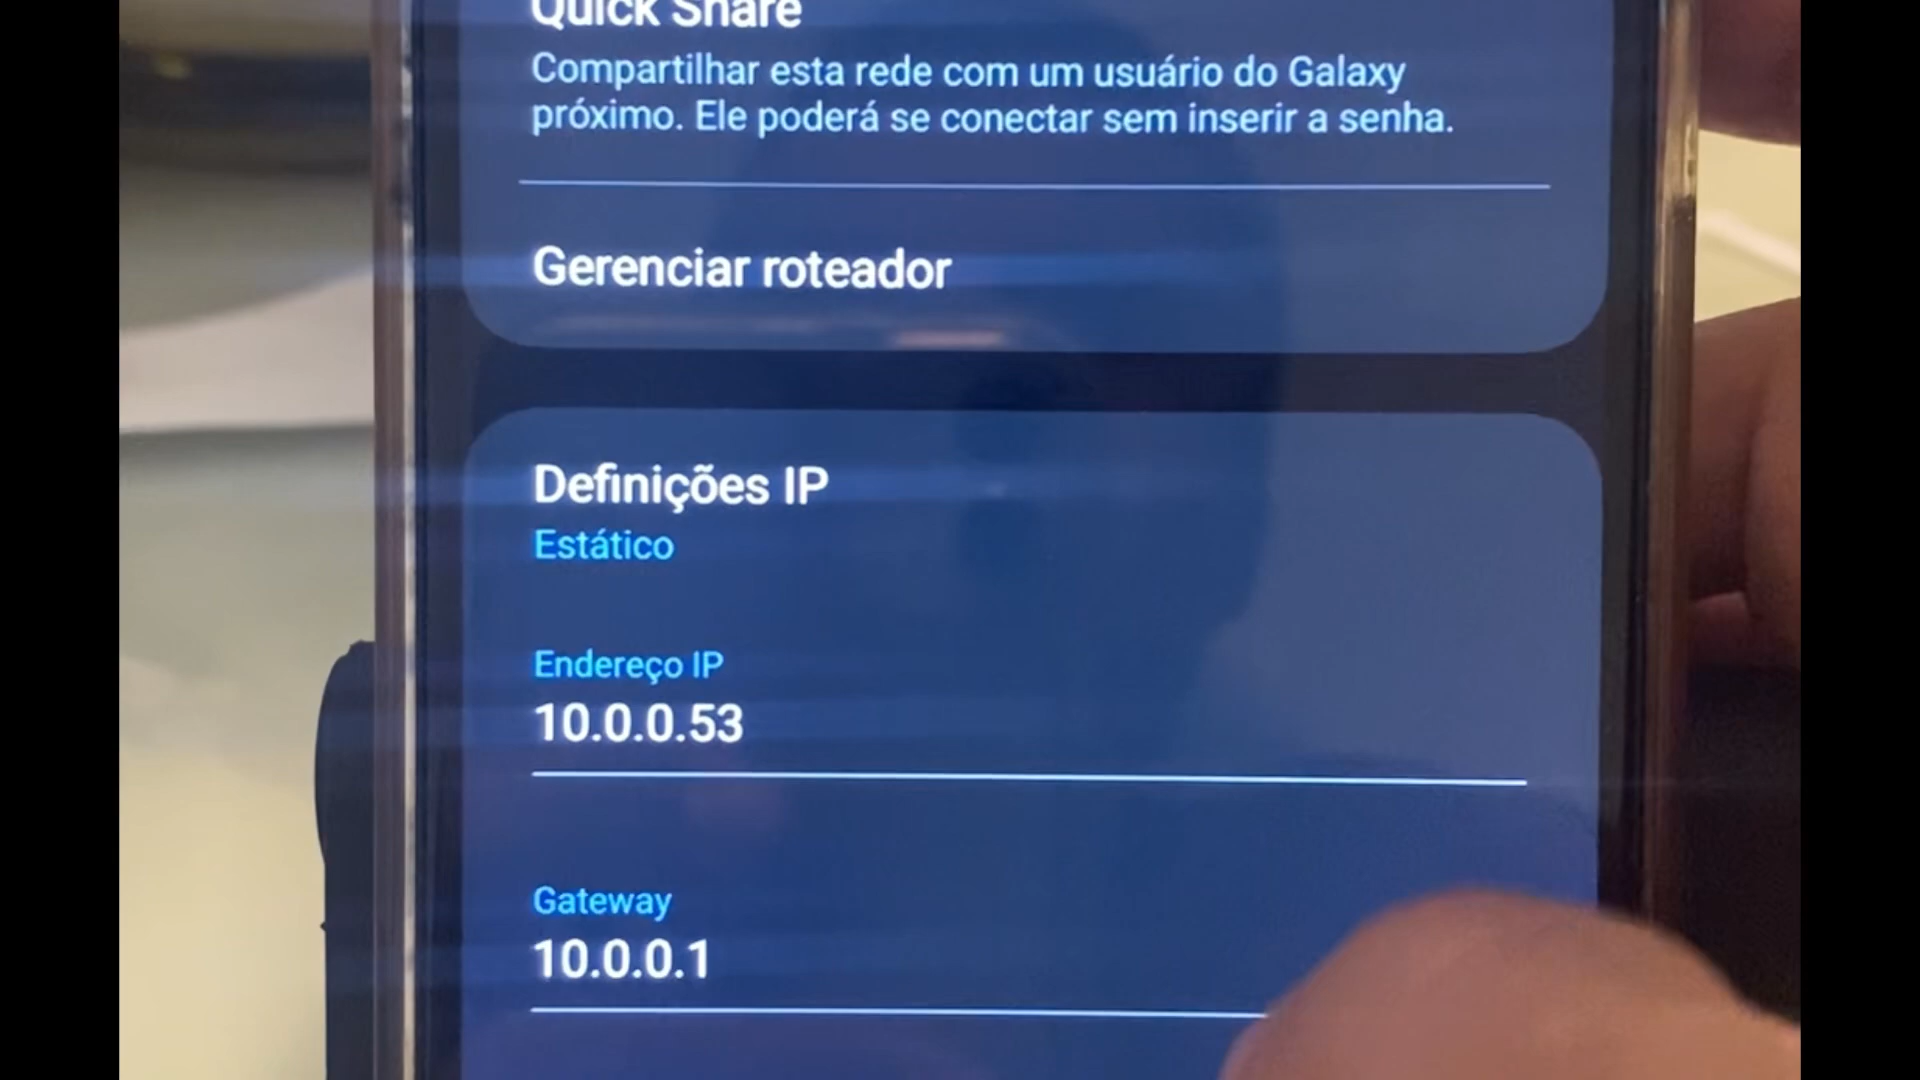 Quick Share
Compartilhar esta rede com um usuário do Galaxy
próximo. Ele poderá se conectar sem inserir a senha.
Gerenciar roteador
Definições IP
Estático
Endereço IP
10.0.0.53
Gateway
10.0.0.1